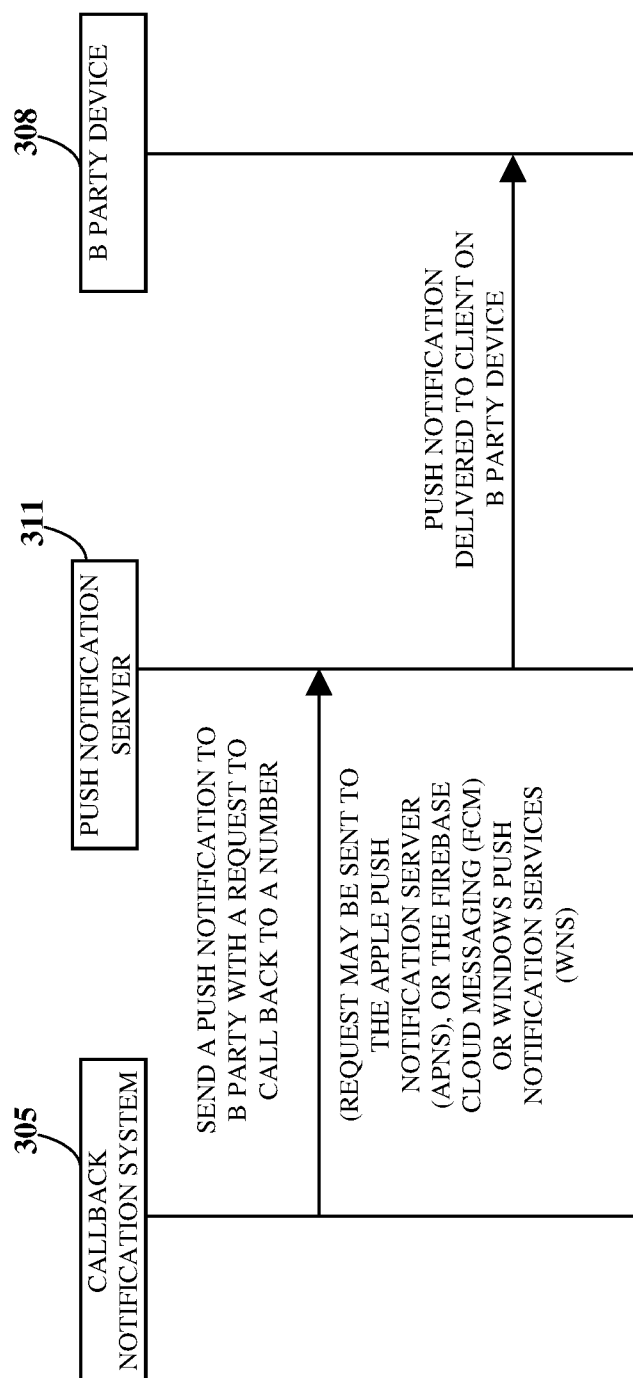 305
CALLBACK
NOTIFICATION SYSTEM
311
PUSH NOTIFICATION
SERVER
308
B PARTY DEVICE
SEND A PUSH NOTIFICATION TO
B PARTY WITH A REQUEST TO
CALL BACK TO A NUMBER
(REQUEST MAY BE SENT TO
THE APPLE PUSH
NOTIFICATION SERVER
(APNS), OR THE FIREBASE
CLOUD MESSAGING (FCM)
OR WINDOWS PUSH
NOTIFICATION SERVICES
(WNS)
PUSH NOTIFICATION
DELIVERED TO CLIENT ON
B PARTY DEVICE